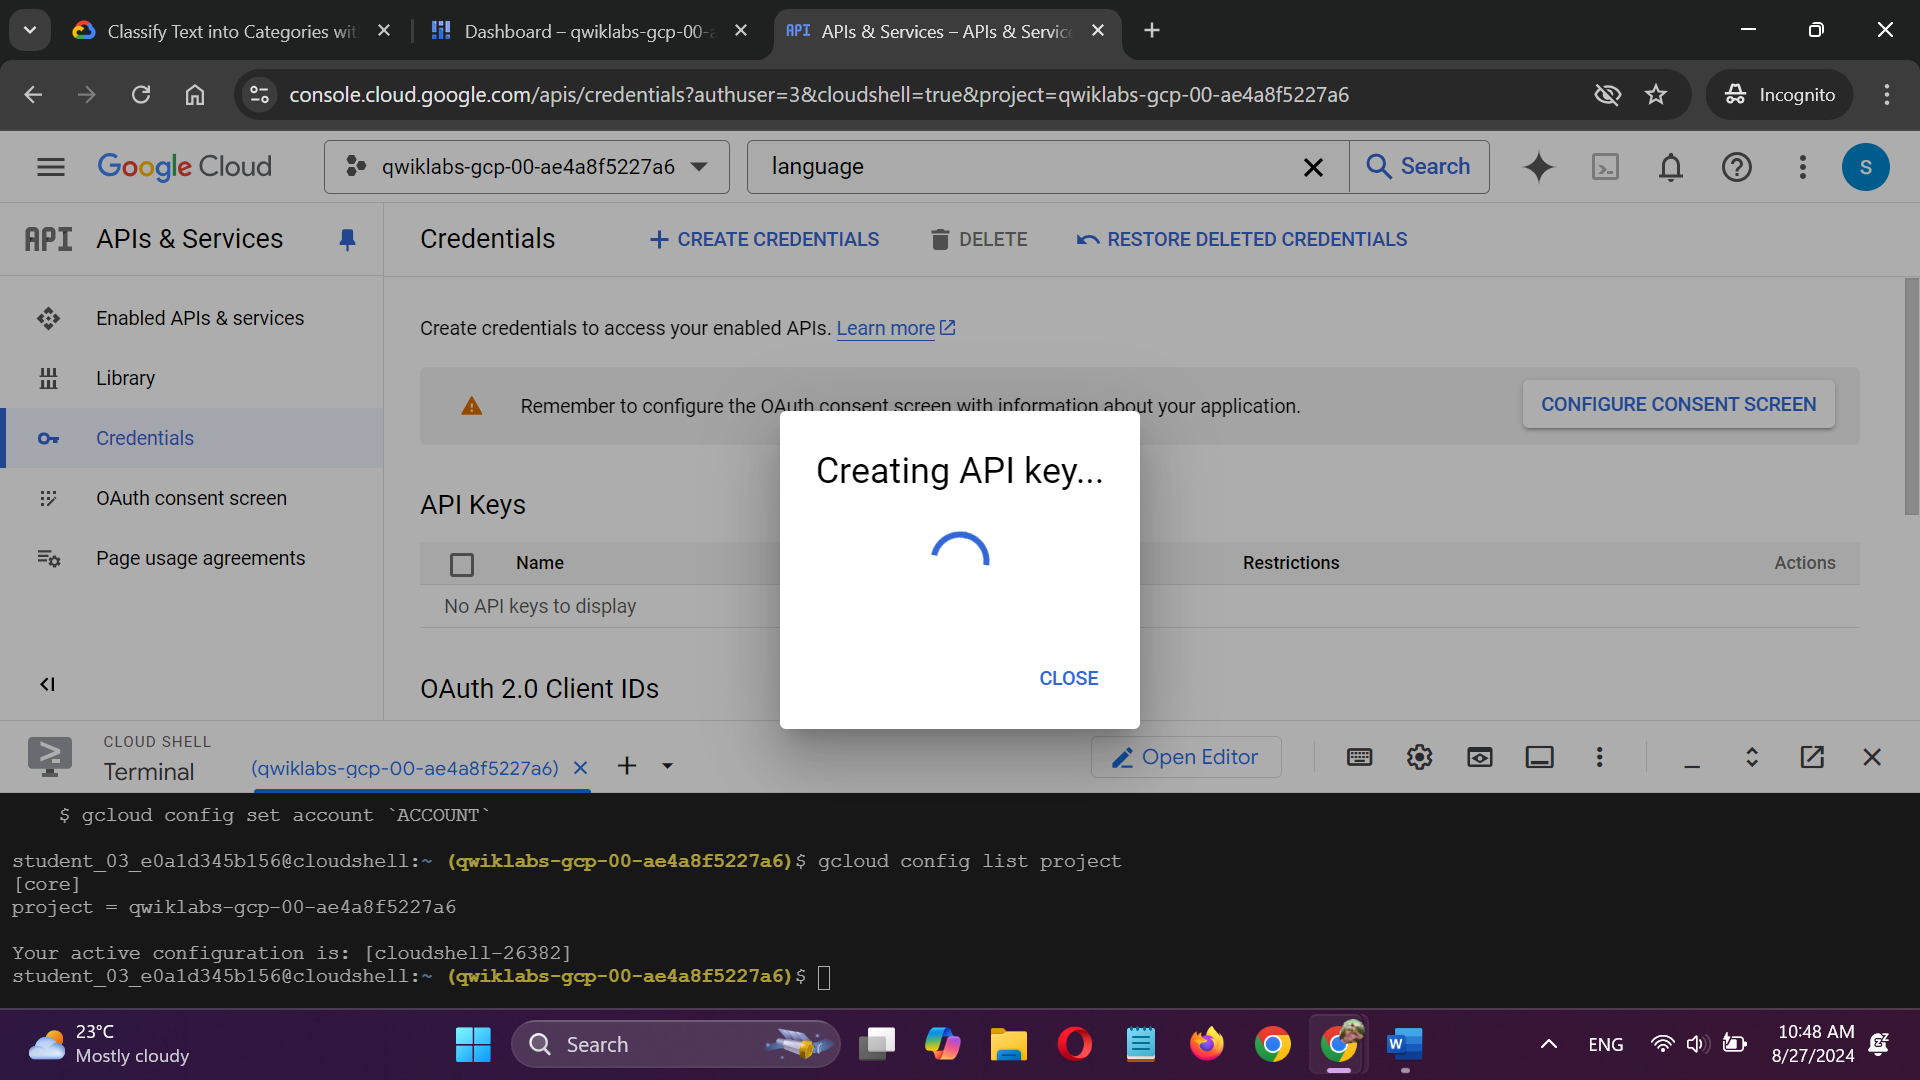 Classify Text into Categories wit
Dashboard – qwiklabs-gcp-00-a
API APIs & Services – APIs & Service
console.cloud.google.com/apis/credentials?authuser=3&cloudshell=true&project=qwiklabs-gcp-00-ae4a8f5227a6
Incognito
Google Cloud
qwiklabs-gcp-00-ae4a8f5227a6
language
Search
S
API APIs & Services
Credentials
CREATE CREDENTIALS
DELETE
RESTORE DELETED CREDENTIALS
Enabled APIs & services
Library
Credentials
OAuth consent screen
Page usage agreements
Create credentials to access your enabled APIs. Learn more
Remember to configure the OAuth consent screen with information about your application.
CONFIGURE CONSENT SCREEN
API Keys
Name
Restrictions
Actions
No API keys to display
OAuth 2.0 Client IDs
Creating API key...
CLOSE
CLOUD SHELL
Terminal
(qwiklabs-gcp-00-ae4a8f5227a6)
Open Editor
$ gcloud config set account `ACCOUNT`
student_03_e0a1d345b156@cloudshell:~ (qwiklabs-gcp-00-ae4a8f5227a6)$ gcloud config list project
[core]
project = qwiklabs-gcp-00-ae4a8f5227a6
Your active configuration is: [cloudshell-26382]
student_03_e0a1d345b156@cloudshell:~ (qwiklabs-gcp-00-ae4a8f5227a6)$
23°C
Mostly cloudy
Search
W
ENG
10:48 AM
8/27/2024